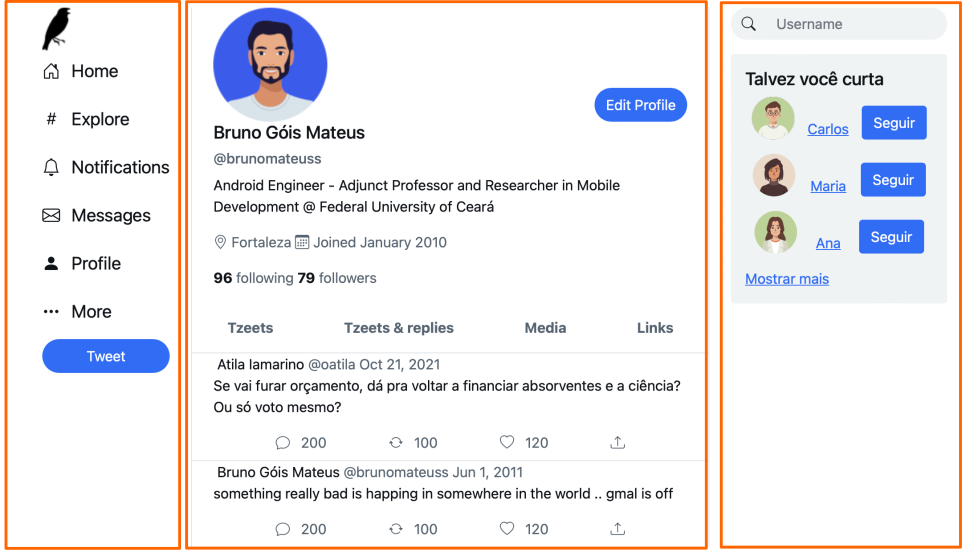 Home
# Explore
Notifications
Messages
Profile
More
Tweet
Edit Profile
Bruno Góis Mateus
@brunomateuss
Android Engineer - Adjunct Professor and Researcher in Mobile
Development @ Federal University of Ceará
Fortaleza Joined January 2010
96 following 79 followers
Tzeets Tzeets & replies Media Links
Atila Iamarino @oatila Oct 21, 2021
Se vai furar orçamento, dá pra voltar a financiar absorventes e a ciência?
Ou só voto mesmo?
200 100 120
Bruno Góis Mateus @brunomateuss Jun 1, 2011
something really bad is happing in somewhere in the world .. gmal is off
200 100 120
Username
Talvez você curta
Carlos Seguir
Maria Seguir
Ana Seguir
Mostrar mais